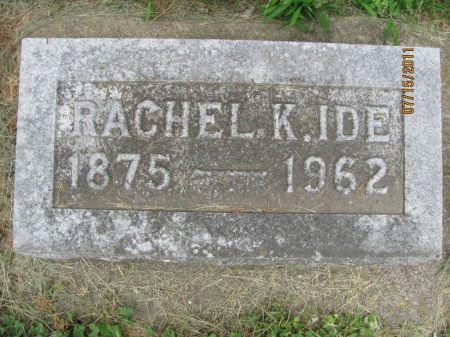 RACHEL K. IDE
1875 — 1962
07/15/2011